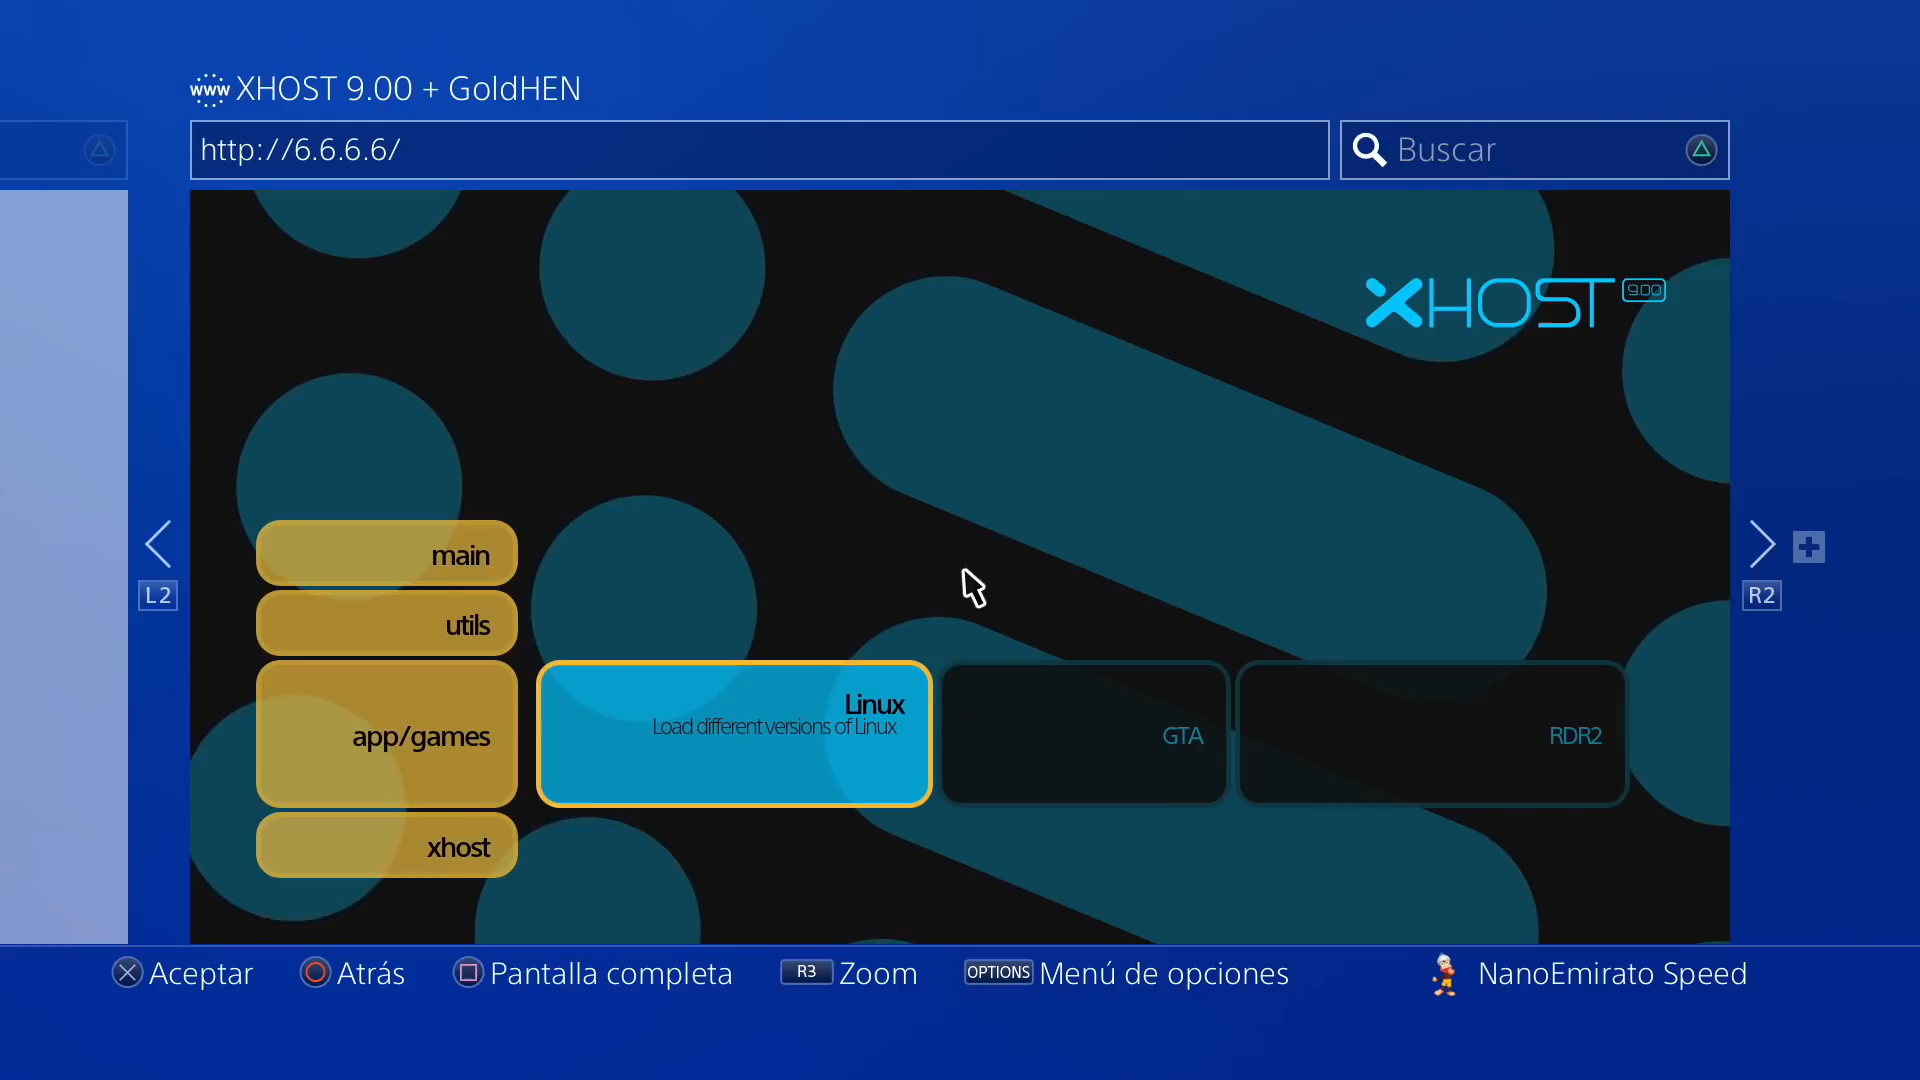 www XHOST 9.00 + GoldHEN
http://6.6.6.6/
Buscar
XHOST 9.00
main
utils
Linux
Load different versions of Linux
app/games
GTA
RDR2
xhost
L2
R2
Aceptar
Atrás
Pantalla completa
R3 Zoom
OPTIONS Menú de opciones
NanoEmirato Speed